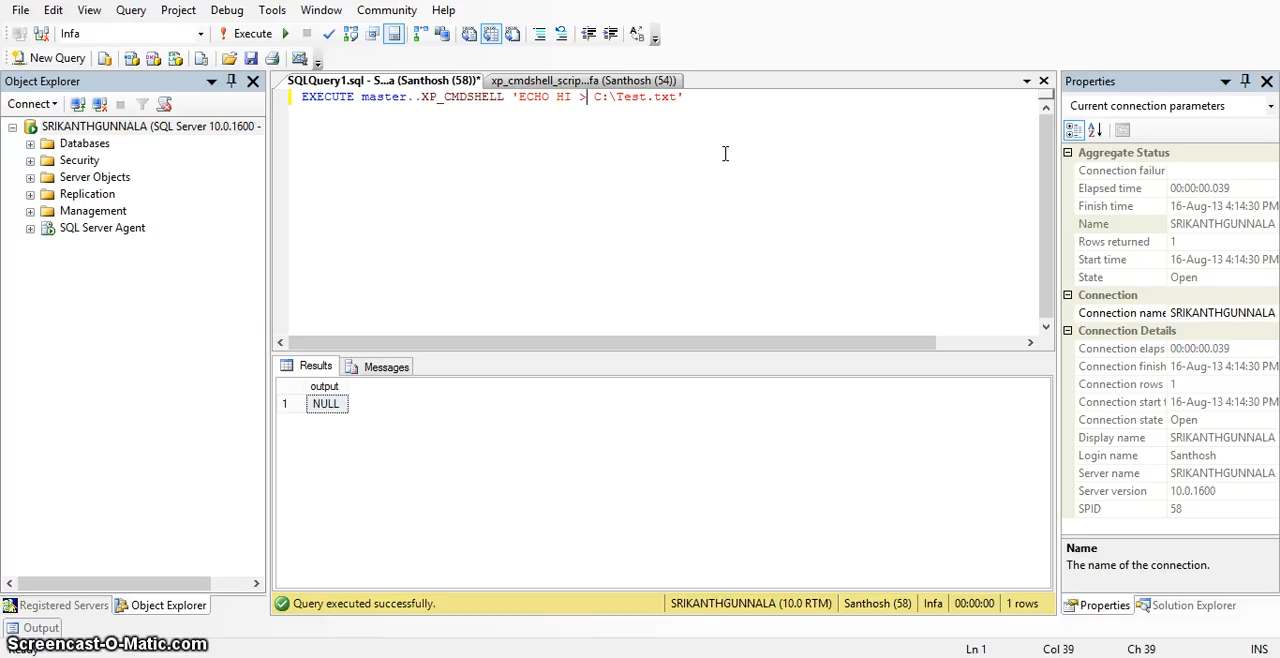 File Edit View Query Project Debug Tools Window Community Help
Infa Execute
New Query
Object Explorer
Connect
SRIKANTHGUNNALA (SQL Server 10.0.1600 -
Databases
Security
Server Objects
Replication
Management
SQL Server Agent
Registered Servers Object Explorer
Output
SQLQuery1.sql - S...a (Santhosh (58))* xp_cmdshell_scrip...fa (Santhosh (54))
EXECUTE master..XP_CMDSHELL 'ECHO HI > C:\Test.txt'
Results Messages
output
1 NULL
Query executed successfully. SRIKANTHGUNNALA (10.0 RTM) Santhosh (58) Infa 00:00:00 1 rows
Properties
Current connection parameters
Aggregate Status
Connection failur
Elapsed time 00:00:00.039
Finish time 16-Aug-13 4:14:30 PM
Name SRIKANTHGUNNALA
Rows returned 1
Start time 16-Aug-13 4:14:30 PM
State Open
Connection
Connection name SRIKANTHGUNNALA
Connection Details
Connection elaps 00:00:00.039
Connection finish 16-Aug-13 4:14:30 PM
Connection rows 1
Connection start t 16-Aug-13 4:14:30 PM
Connection state Open
Display name SRIKANTHGUNNALA
Login name Santhosh
Server name SRIKANTHGUNNALA
Server version 10.0.1600
SPID 58
Name
The name of the connection.
Properties Solution Explorer
Screencast-O-Matic.com
Ln 1 Col 39 Ch 39 INS